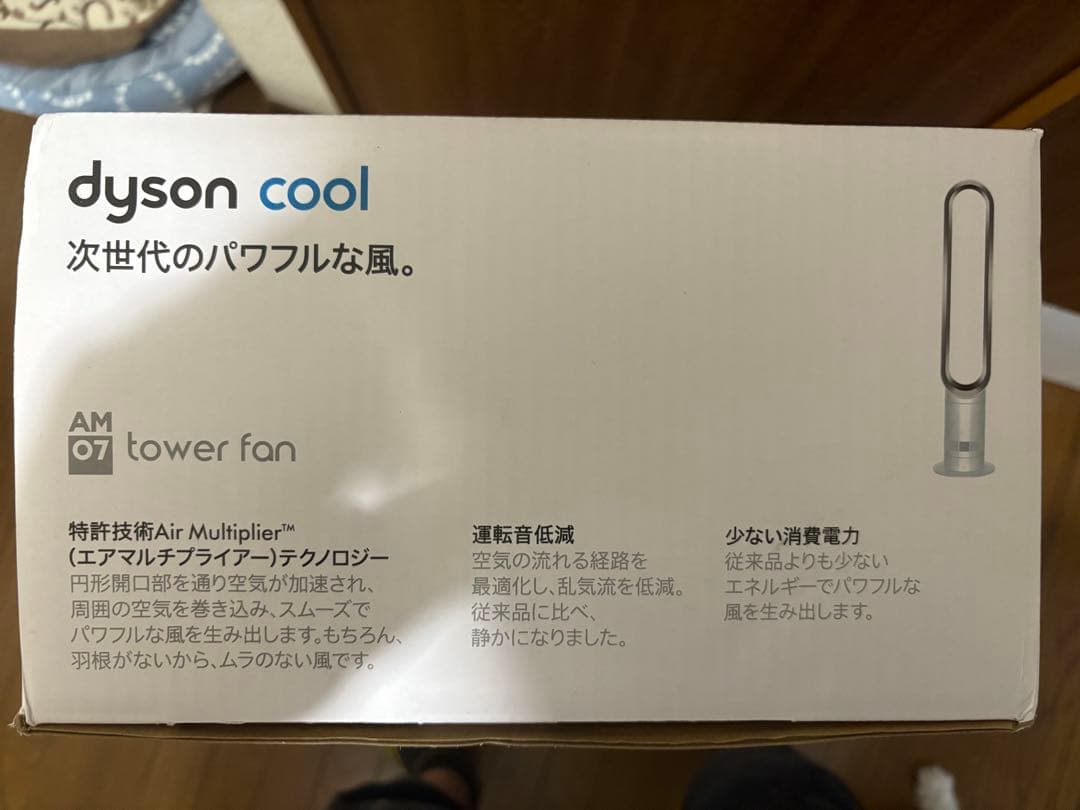 dyson cool
次世代のパワフルな風。
AM
07 tower fan
特許技術Air Multiplier™
(エアマルチプライアー)テクノロジー
円形開口部を通り空気が加速され、
周囲の空気を巻き込み、スムーズで
パワフルな風を生み出します。もちろん、
羽根がないから、ムラのない風です。
運転音低減
空気の流れる経路を
最適化し、乱気流を低減。
従来品に比べ、
静かになりました。
少ない消費電力
従来品よりも少ない
エネルギーでパワフルな
風を生み出します。